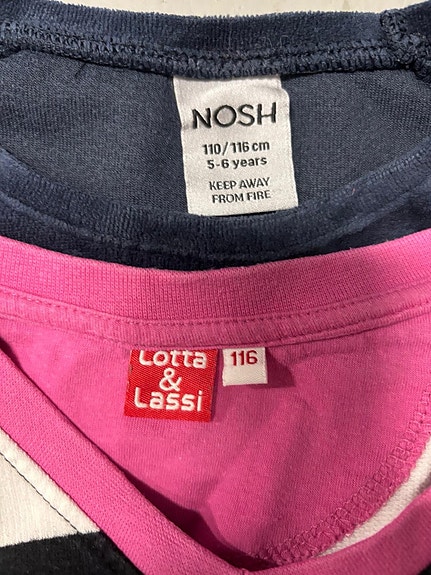 NOSH
110/116 cm
5-6 years
KEEP AWAY
FROM FIRE
Lotta 116
&
Lassi